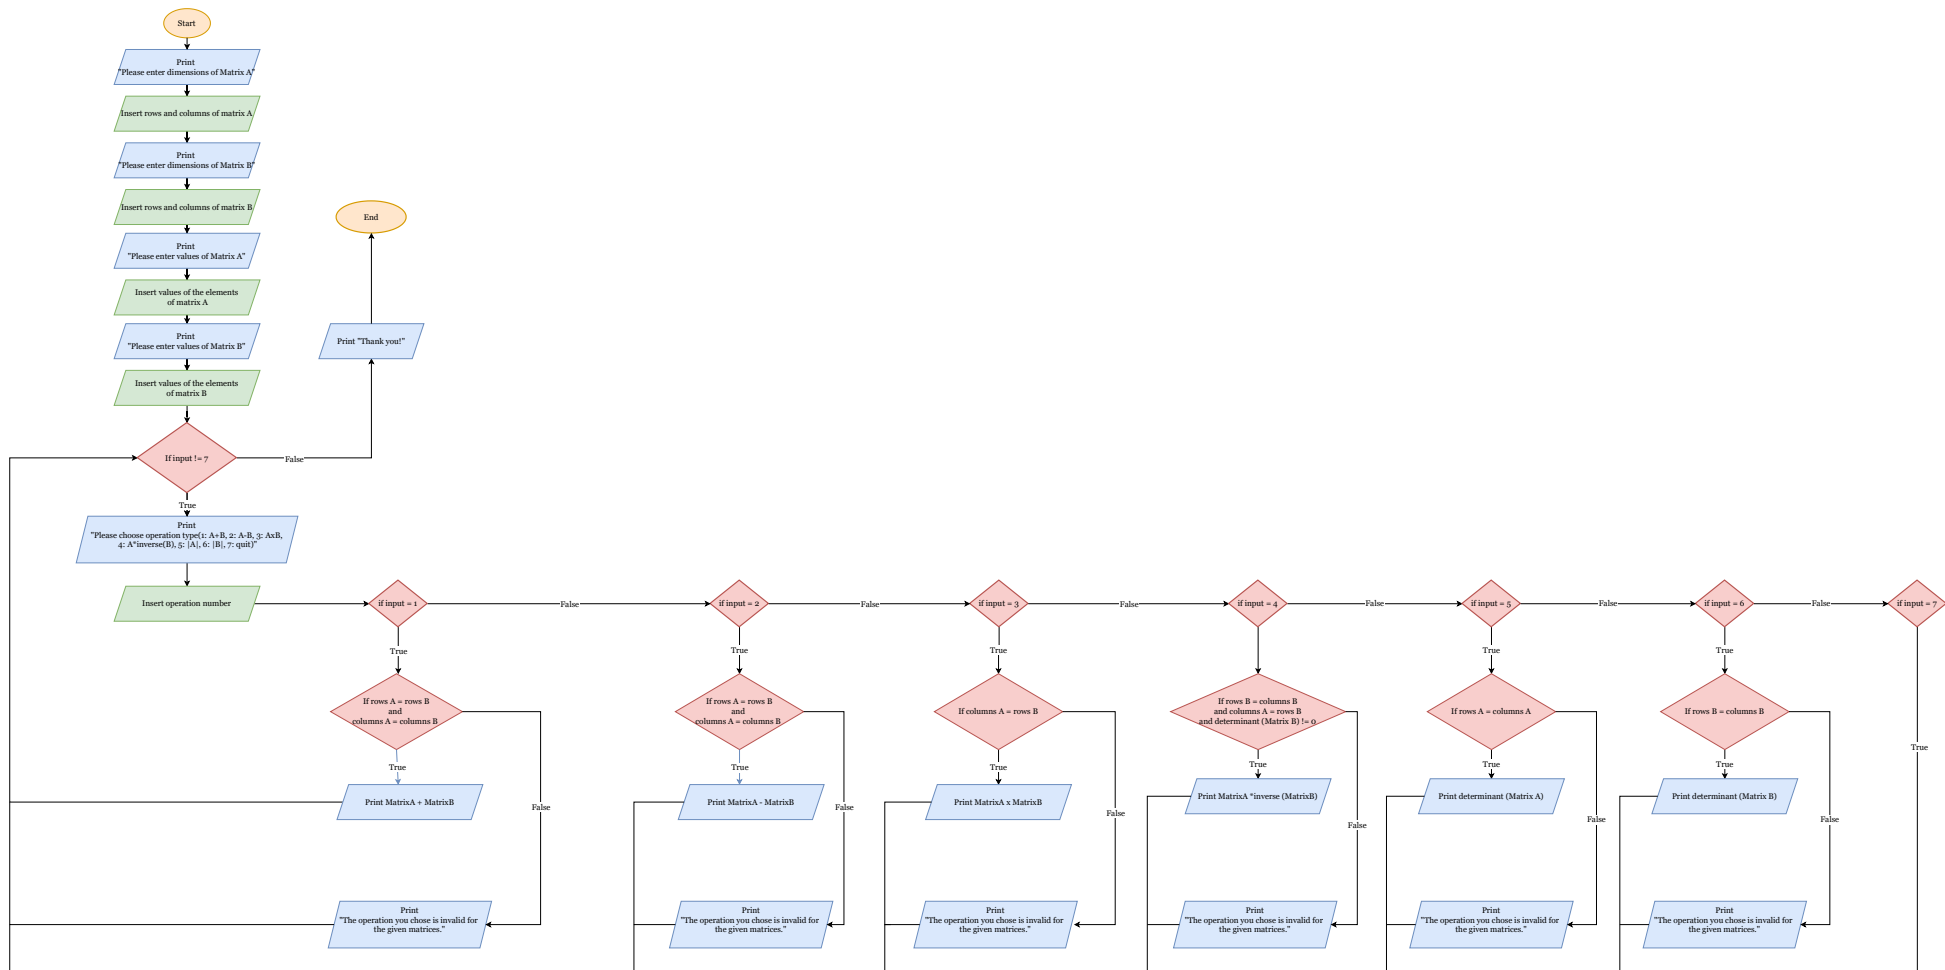 Start
Print
"Please enter dimensions of Matrix A"
Insert rows and columns of matrix A
Print
"Please enter dimensions of Matrix B"
Insert rows and columns of matrix B
Print
"Please enter values of Matrix A"
Insert values of the elements
of matrix A
Print
"Please enter values of Matrix B"
Insert values of the elements
of matrix B
End
Print "Thank you!"
If input != 7
False
True
Print
"Please choose operation type(1: A+B, 2: A-B, 3: AxB,
4: A*inverse(B), 5: |A|, 6: |B|, 7: quit)"
Insert operation number
if input = 1
False
if input = 2
False
if input = 3
False
if input = 4
False
if input = 5
False
if input = 6
False
if input = 7
True
True
True
True
True
True
If rows A = rows B
and
columns A = columns B
True
Print MatrixA + MatrixB
False
Print
"The operation you chose is invalid for
the given matrices."
If rows A = rows B
and
columns A = columns B
True
Print MatrixA - MatrixB
False
Print
"The operation you chose is invalid for
the given matrices."
If columns A = rows B
True
Print MatrixA x MatrixB
False
Print
"The operation you chose is invalid for
the given matrices."
If rows B = columns B
and columns A = rows B
and determinant (Matrix B) != 0
True
Print MatrixA *inverse (MatrixB)
False
Print
"The operation you chose is invalid for
the given matrices."
If rows A = columns A
True
Print determinant (Matrix A)
False
Print
"The operation you chose is invalid for
the given matrices."
If rows B = columns B
True
Print determinant (Matrix B)
False
Print
"The operation you chose is invalid for
the given matrices."